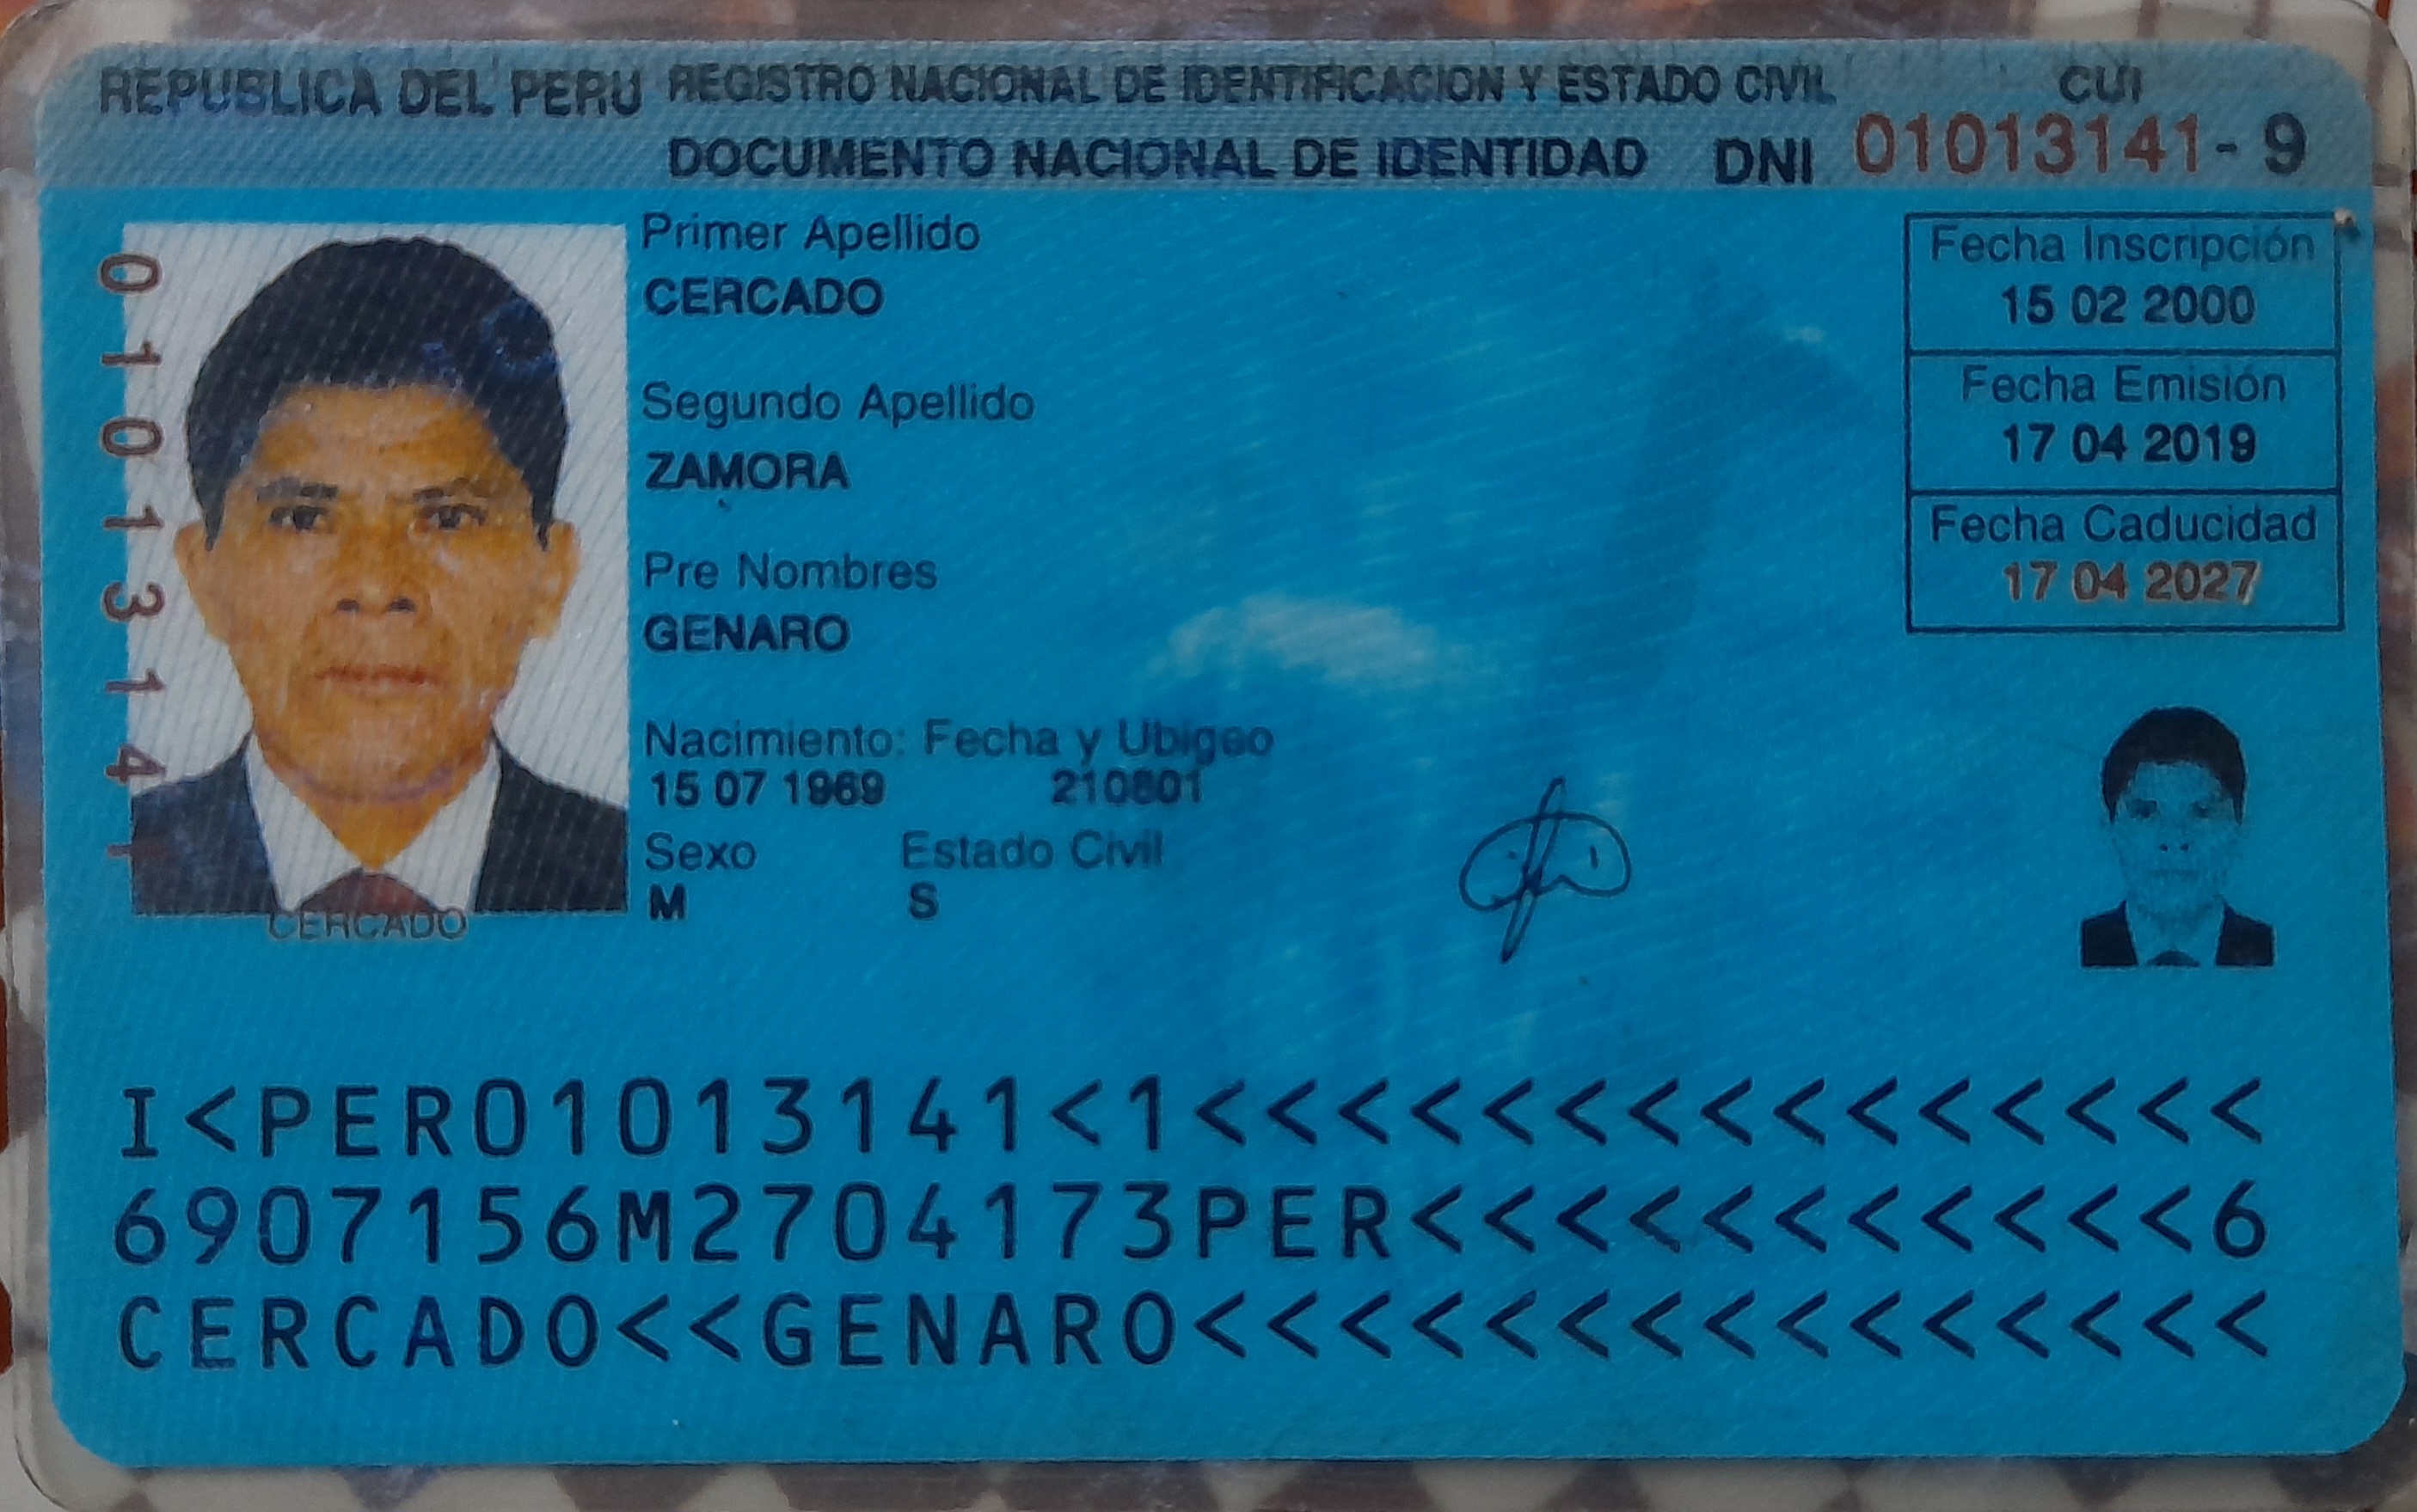 REPUBLICA DEL PERU REGISTRO NACIONAL DE IDENTIFICACION Y ESTADO CIVIL CUI
DOCUMENTO NACIONAL DE IDENTIDAD DNI 01013141- 9
01013141
Primer Apellido
CERCADO
Segundo Apellido
ZAMORA
Pre Nombres
GENARO
Nacimiento: Fecha y Ubigeo
15 07 1969 210801
Sexo Estado Civil
M S
CERCADO
Fecha Inscripción
15 02 2000
Fecha Emisión
17 04 2019
Fecha Caducidad
17 04 2027
I<PER01013141<1<<<<<<<<<<<<<<<
6907156M2704173PER<<<<<<<<<<<6
CERCADO<<GENARO<<<<<<<<<<<<<<<